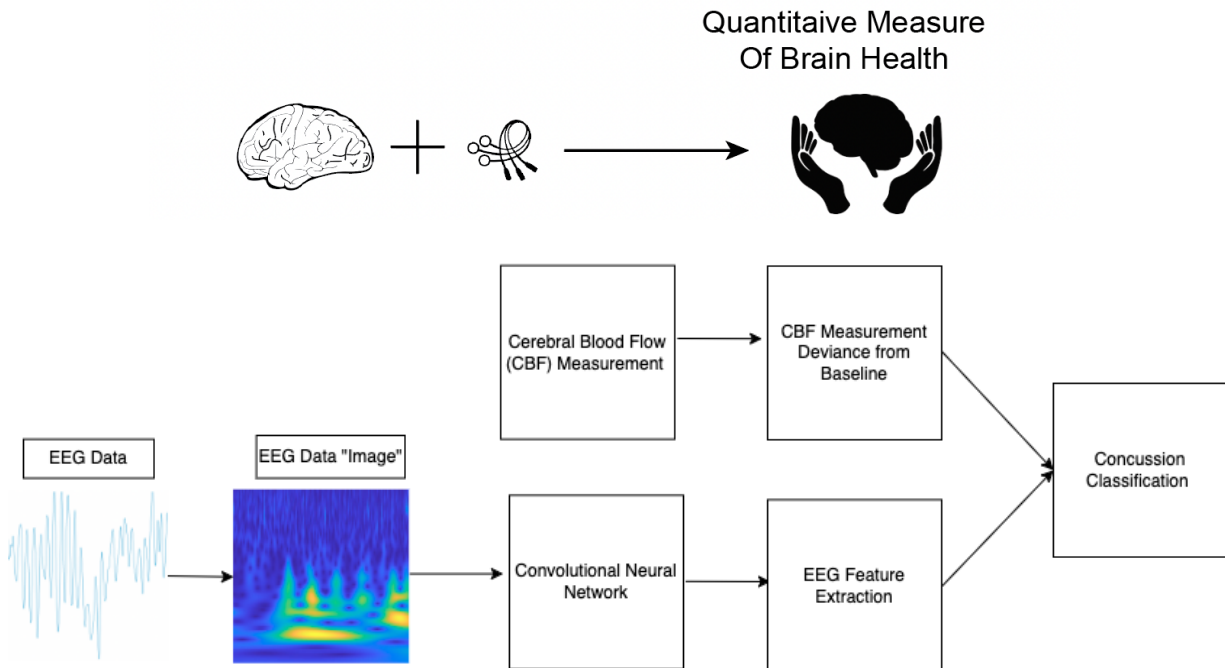 Quantitaive Measure
Of Brain Health
Cerebral Blood Flow
(CBF) Measurement
CBF Measurement
Deviance from
Baseline
EEG Data
EEG Data "Image"
Concussion
Classification
Convolutional Neural
Network
EEG Feature
Extraction